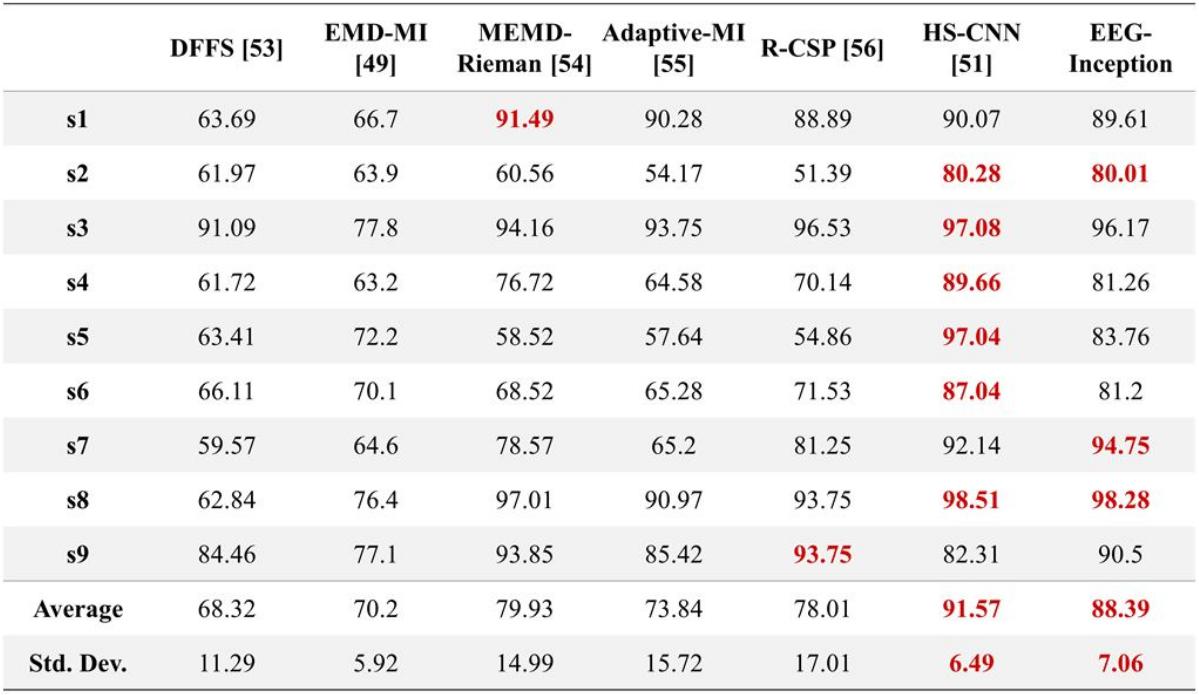 DFFS [53] EMD-MI [49] MEMD-Rieman [54] Adaptive-MI [55] R-CSP [56] HS-CNN [51] EEG-Inception
s1 63.69 66.7 91.49 90.28 88.89 90.07 89.61
s2 61.97 63.9 60.56 54.17 51.39 80.28 80.01
s3 91.09 77.8 94.16 93.75 96.53 97.08 96.17
s4 61.72 63.2 76.72 64.58 70.14 89.66 81.26
s5 63.41 72.2 58.52 57.64 54.86 97.04 83.76
s6 66.11 70.1 68.52 65.28 71.53 87.04 81.2
s7 59.57 64.6 78.57 65.2 81.25 92.14 94.75
s8 62.84 76.4 97.01 90.97 93.75 98.51 98.28
s9 84.46 77.1 93.85 85.42 93.75 82.31 90.5
Average 68.32 70.2 79.93 73.84 78.01 91.57 88.39
Std. Dev. 11.29 5.92 14.99 15.72 17.01 6.49 7.06